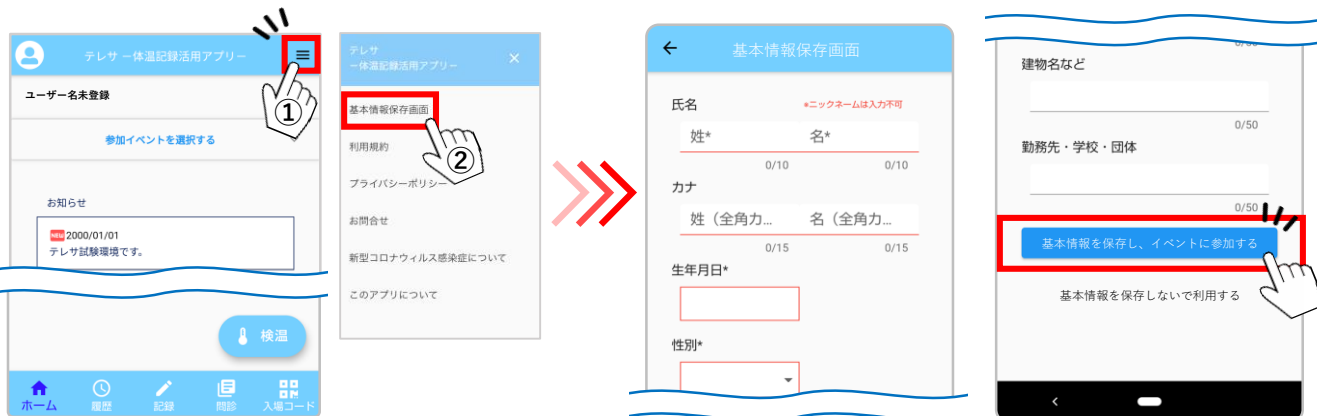 テレサ －体温記録活用アプリ－
①
ユーザー名未登録
参加イベントを選択する
お知らせ
NEW 2000/01/01
テレサ試験環境です。
検温
ホーム
履歴
記録
問診
入場コード
テレサ
－体温記録活用アプリ－
×
基本情報保存画面
②
利用規約
プライバシーポリシー
お問合せ
新型コロナウィルス感染症について
このアプリについて
基本情報保存画面
氏名 *ニックネームは入力不可
姓* 名*
0/10 0/10
カナ
姓（全角カ... 名（全角カ...
0/15 0/15
生年月日*
性別*
建物名など
0/50
勤務先・学校・団体
0/50
基本情報を保存し、イベントに参加する
基本情報を保存しないで利用する